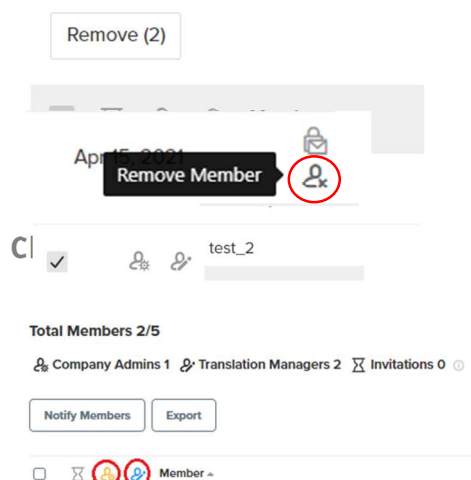 Remove (2)
Apr 15, 2021
Remove Member
test_2
Total Members 2/5
Company Admins 1 Translation Managers 2 Invitations 0
Notify Members Export
Member